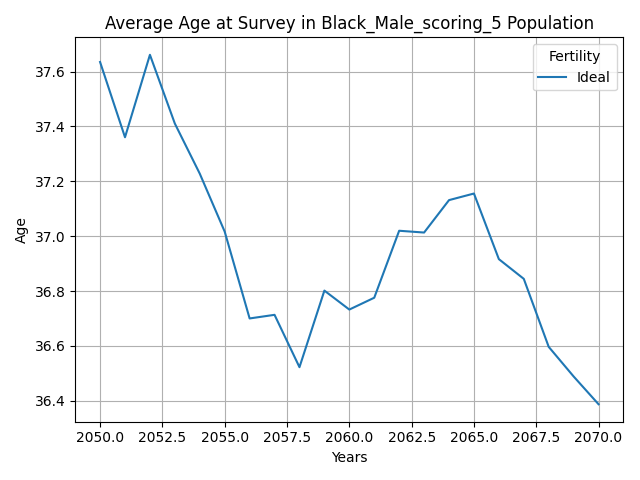 Average Age at Survey in Black_Male_scoring_5 Population
Fertility
Ideal
37.6
37.4
37.2
37.0
36.8
36.6
36.4
Age
2050.0 2052.5 2055.0 2057.5 2060.0 2062.5 2065.0 2067.5 2070.0
Years